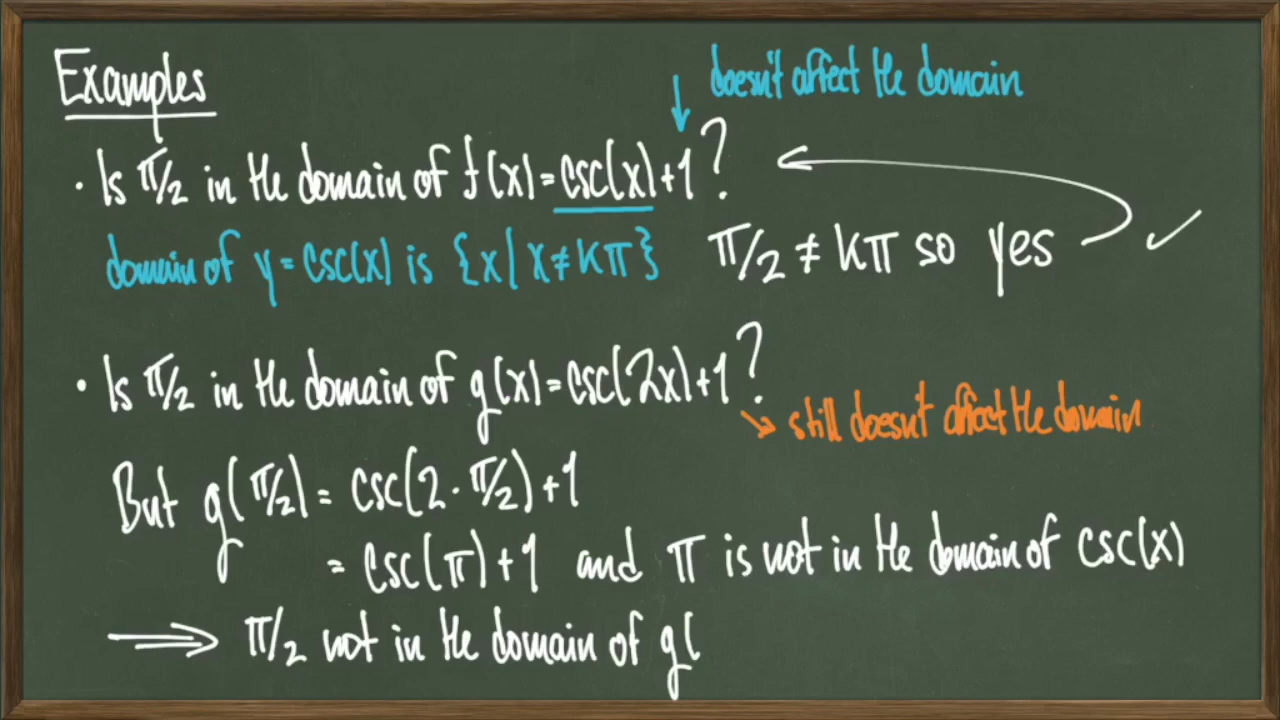 Examples
doesn't affect the domain
• Is π/2 in the domain of f(x)=csc(x)+1?
domain of y=csc(x) is {x| x≠kπ}
π/2 ≠ kπ so yes ✓
• Is π/2 in the domain of g(x)=csc(2x)+1?
still doesn't affect the domain
But g(π/2) = csc(2·π/2)+1
= csc(π)+1 and π is not in the domain of csc(x)
⟹ π/2 not in the domain of g(